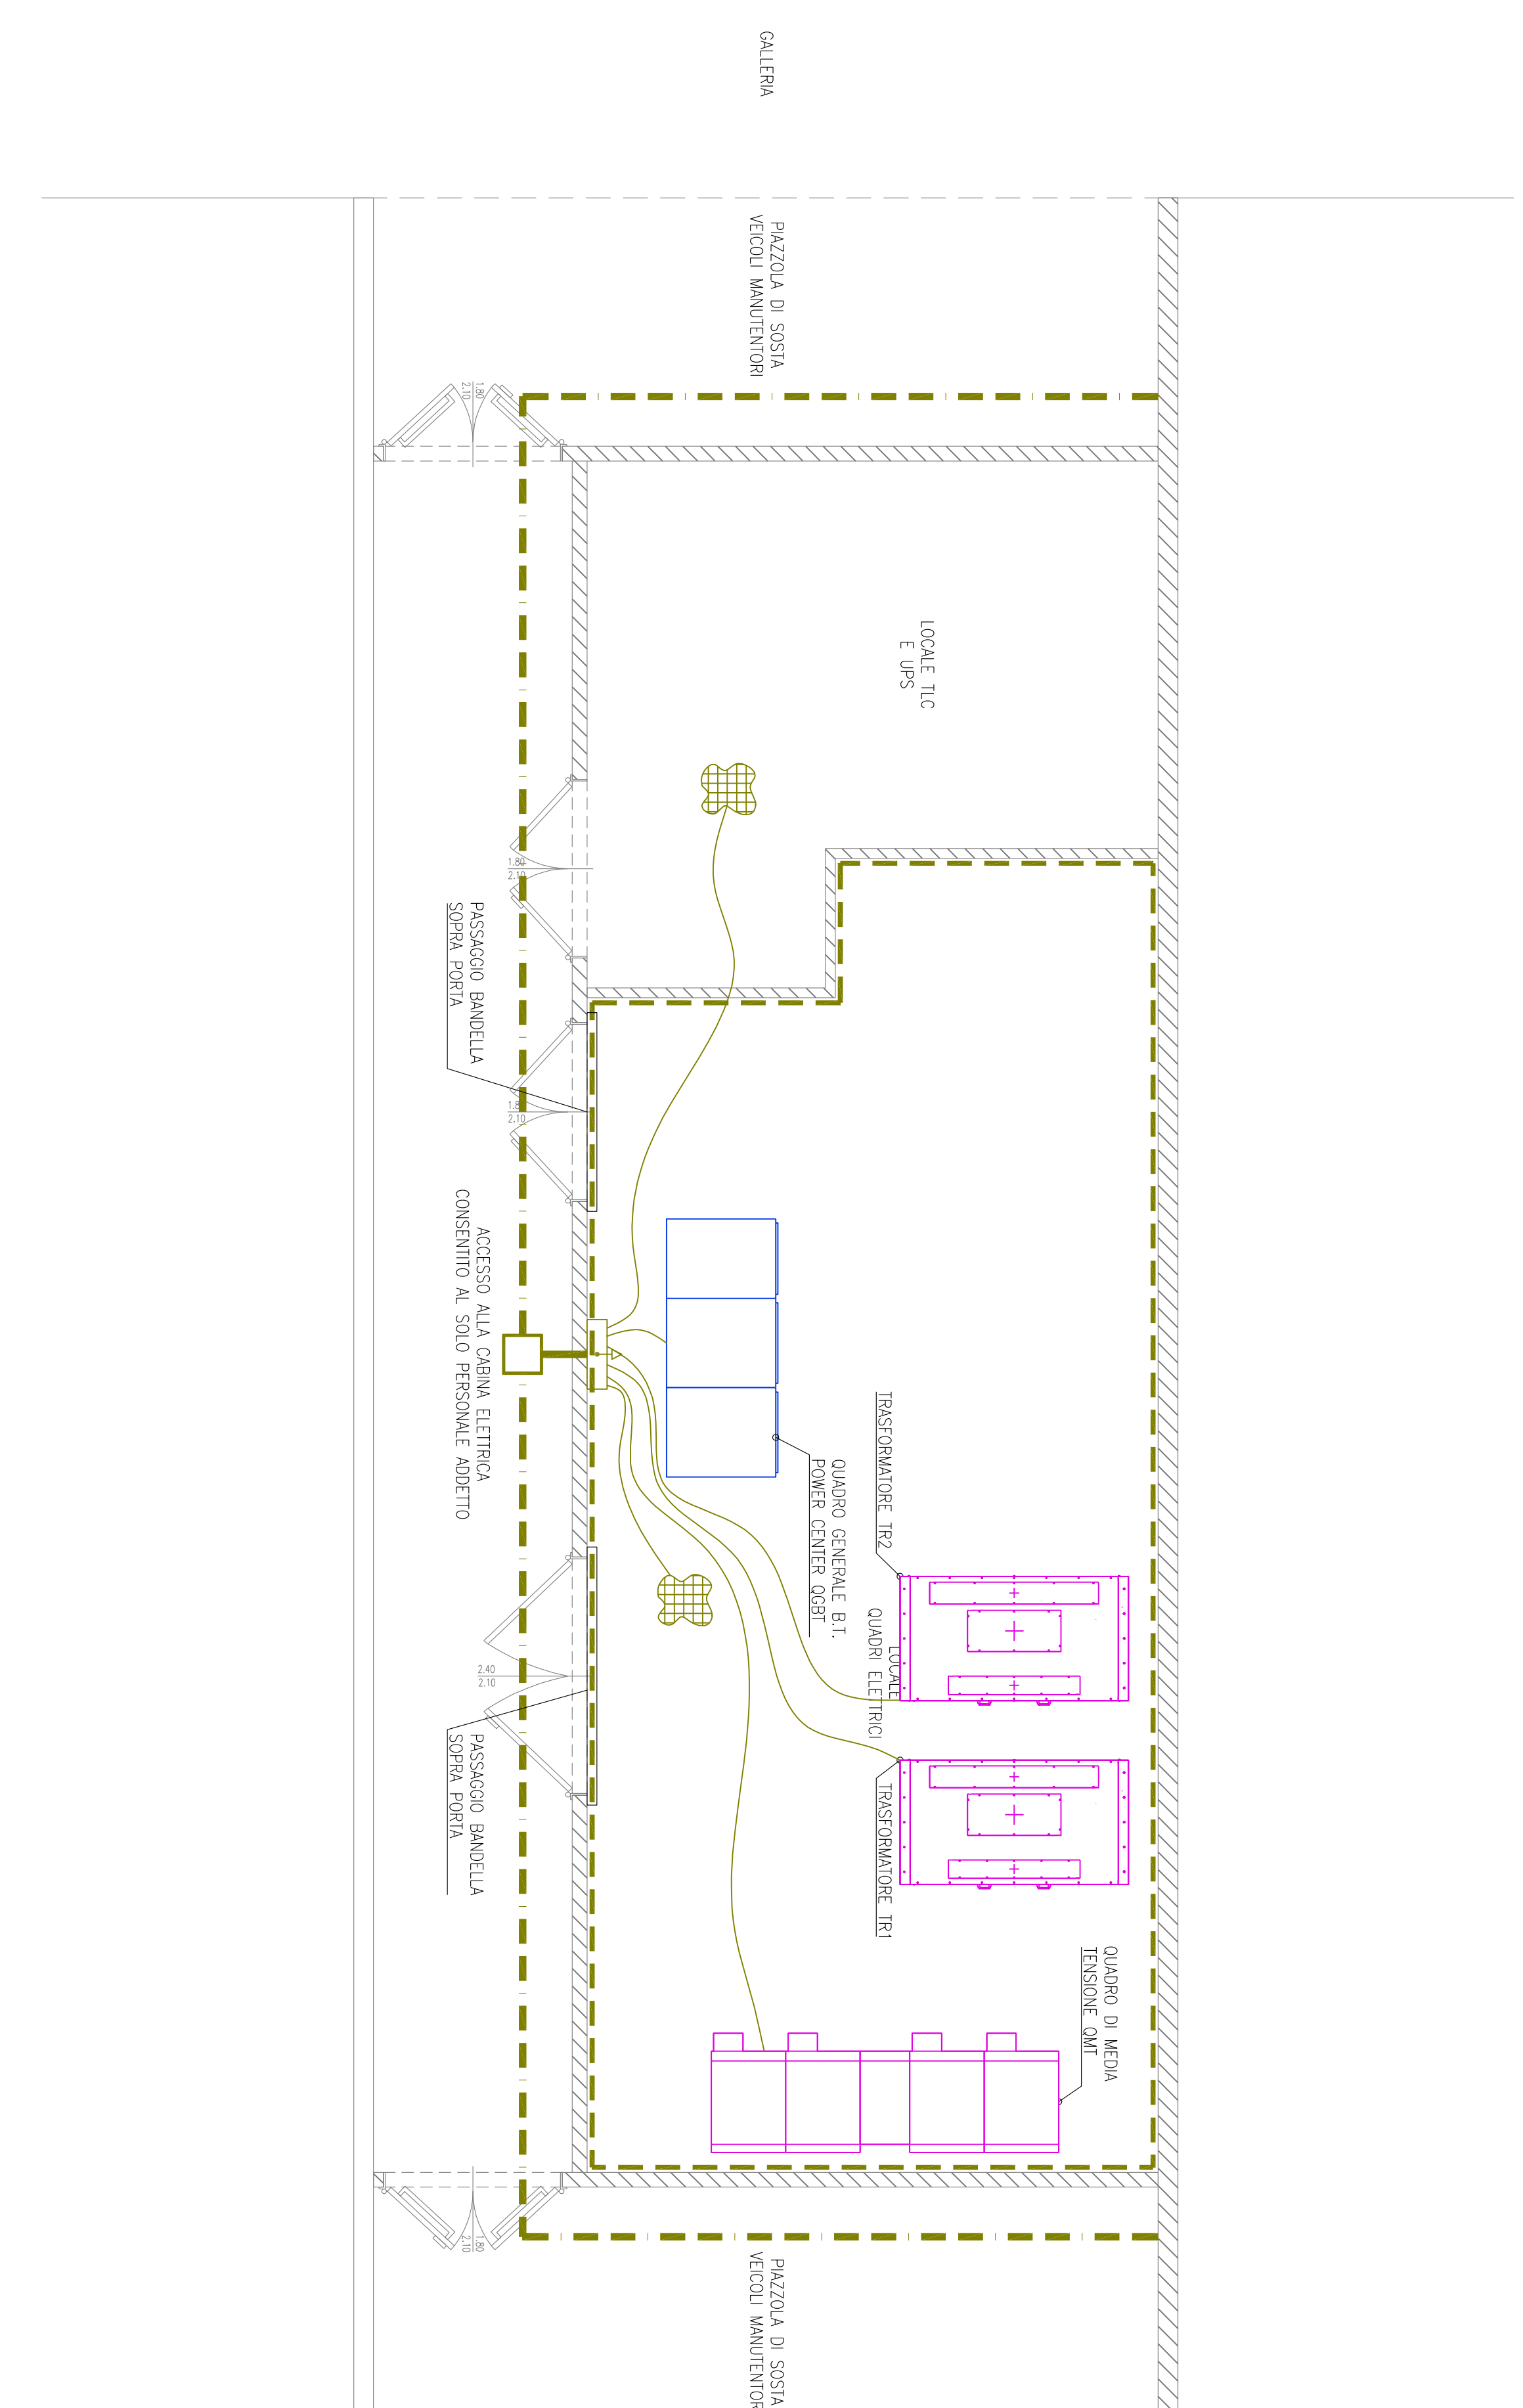 GALLERIA
PIAZZOLA DI SOSTA
VEICOLI MANUTENTORI
1.80
2.10
LOCALE TLC
E UPS
1.80
2.10
PASSAGGIO BANDELLA
SOPRA PORTA
2.10
ACCESSO ALLA CABINA ELETTRICA
CONSENTITO AL SOLO PERSONALE ADDETTO
TRASFORMATORE TR2
QUADRO GENERALE B.T.
POWER CENTER QGBT
LOCALE
QUADRI ELETTRICI
2.40
2.10
PASSAGGIO BANDELLA
SOPRA PORTA
TRASFORMATORE TR1
QUADRO DI MEDIA
TENSIONE QMT
1.80
2.10
PIAZZOLA DI SOSTA
VEICOLI MANUTENTOR